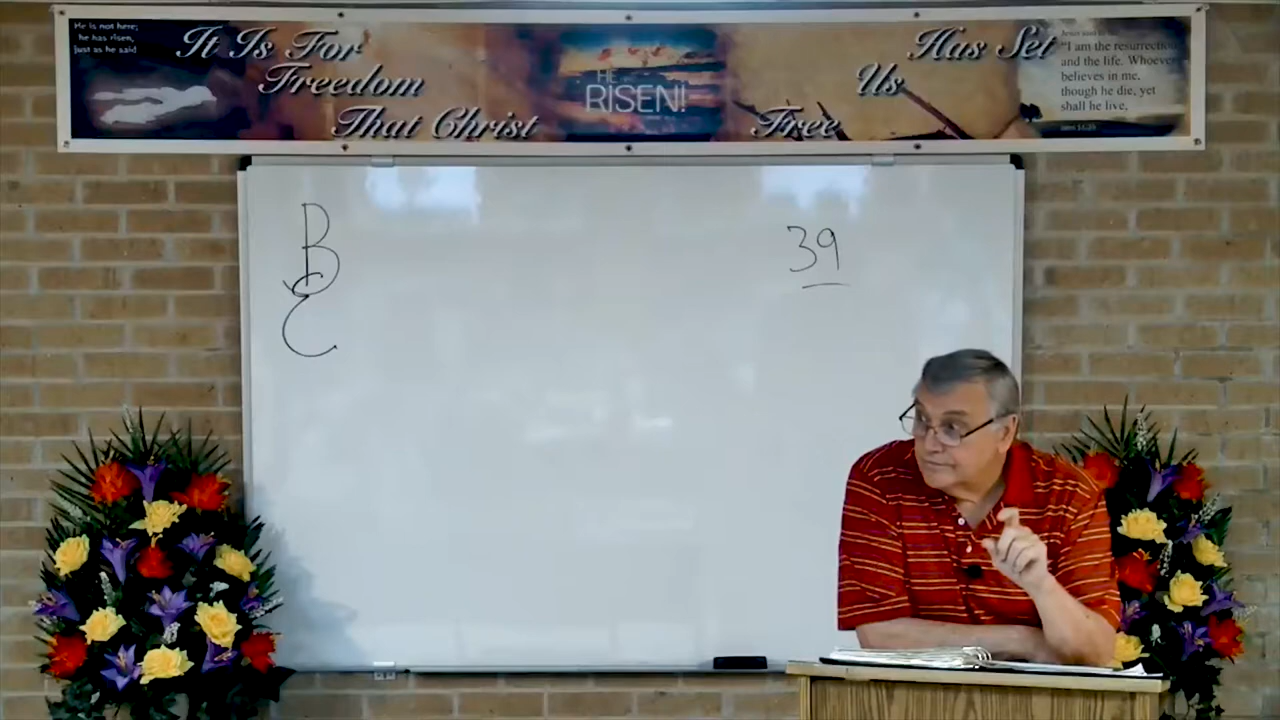 He is not here;
he has risen,
just as he said
It Is For
Freedom
That Christ
HE
RISEN!
Has Set
Us
Free
"I am the resurrection
and the life. Whoever
believes in me,
though he die, yet
shall he live,
B
39